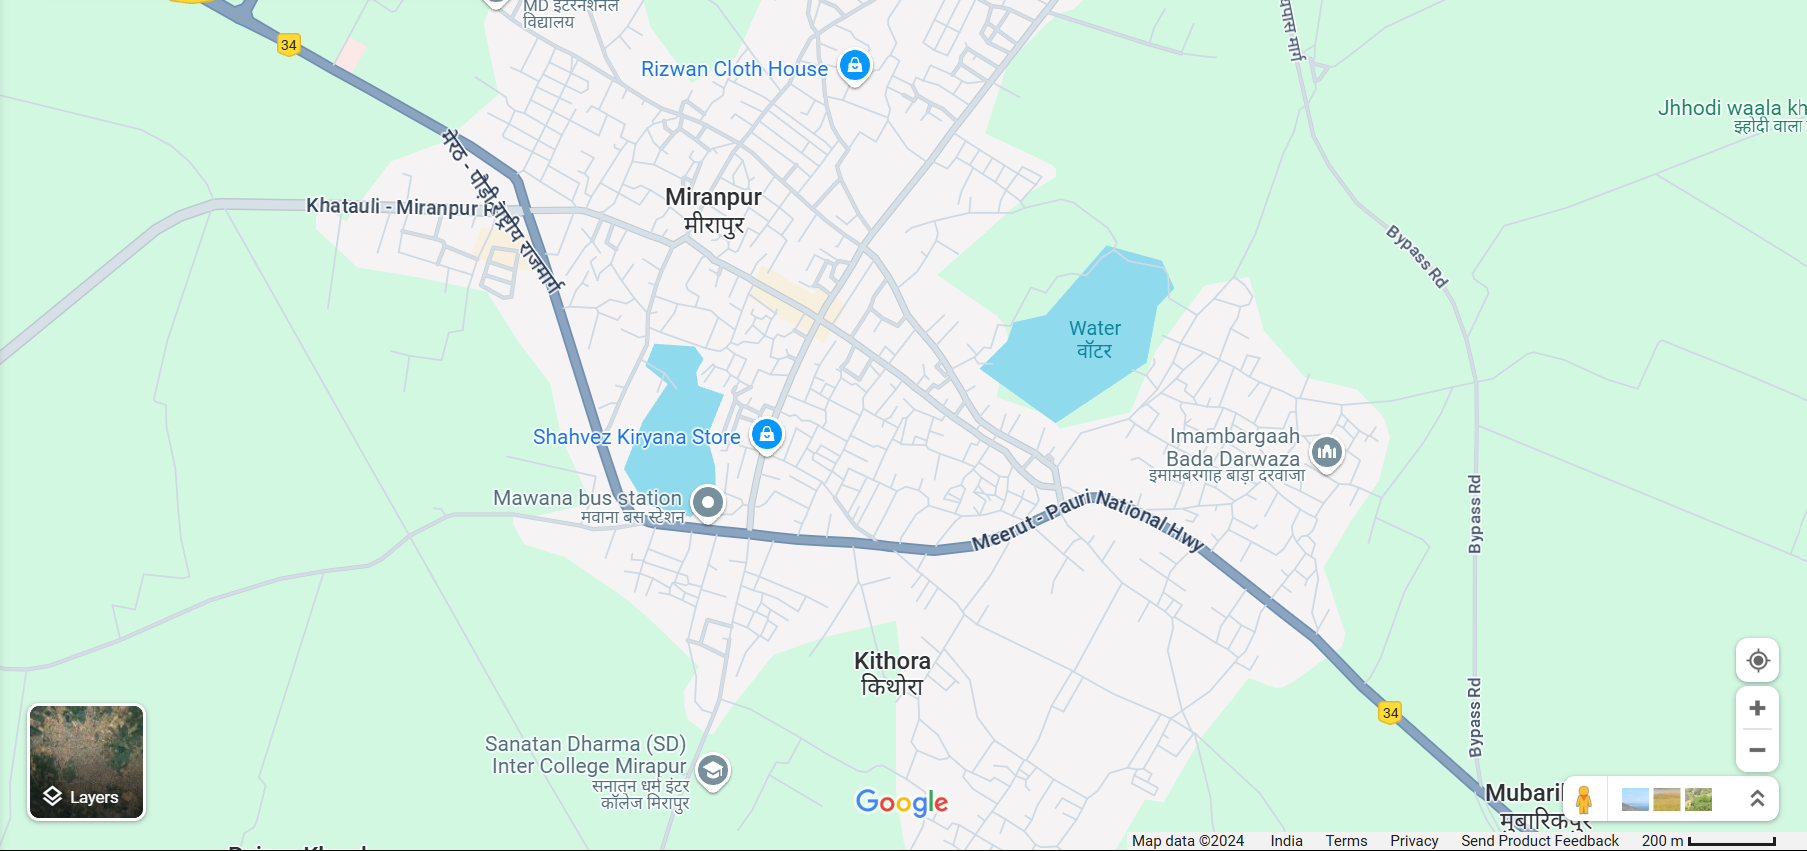 MD इंटरनेशनल
विद्यालय
34
Rizwan Cloth House
Jhhodi waala kh
झोदी वाला
मेरठ - पौड़ी राष्ट्रीय राजमार्ग
Khatauli - Miranpur
Miranpur
मीरापुर
Bypass Rd
Water
वॉटर
Shahvez Kiryana Store
Imambargaah
Bada Darwaza
इमामबरगाह बाड़ा दरवाजा
Mawana bus station
मवाना बस स्टेशन
Meerut - Pauri National Hwy
Bypass Rd
Kithora
किथोरा
Bypass Rd
34
Sanatan Dharma (SD)
Inter College Mirapur
सनातन धर्म इंटर
कॉलेज मिरापुर
Layers
Google
मुबारिकपुर
Map data ©2024 India Terms Privacy Send Product Feedback 200 m